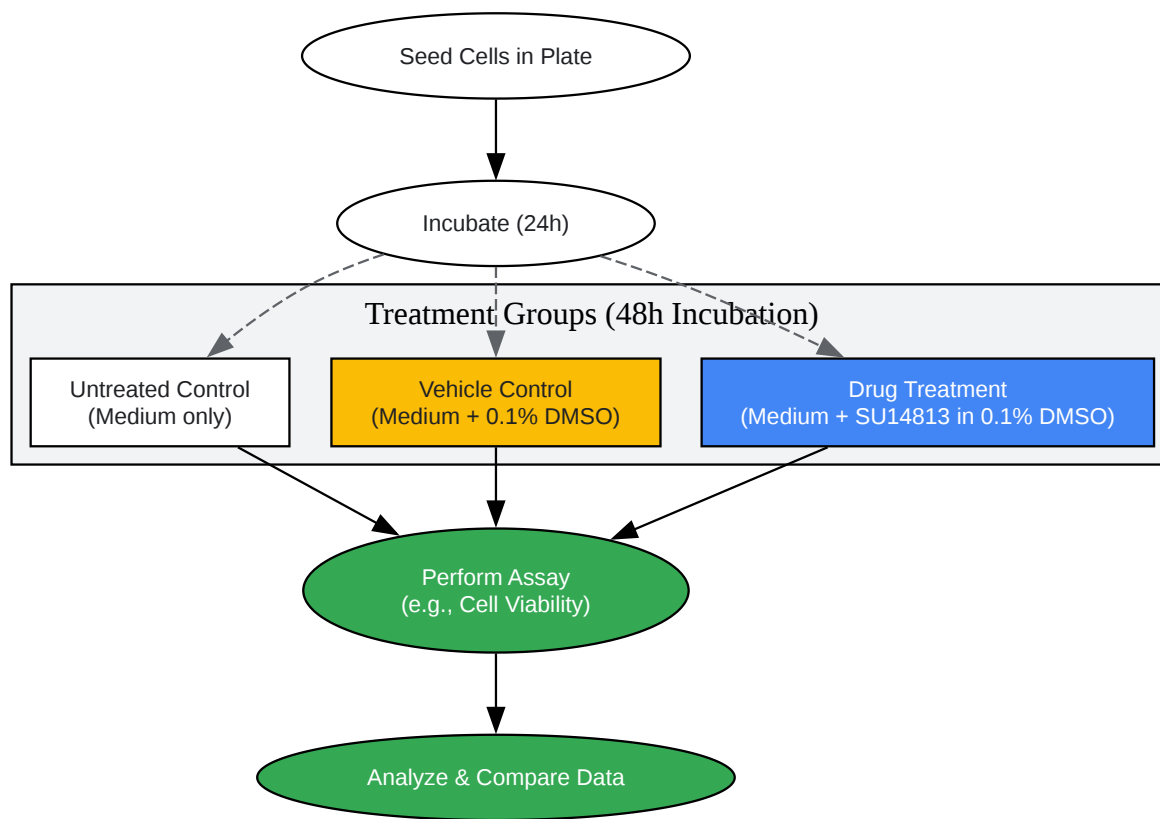 Seed Cells in Plate
Incubate (24h)
Treatment Groups (48h Incubation)
Untreated Control
(Medium only)
Vehicle Control
(Medium + 0.1% DMSO)
Drug Treatment
(Medium + SU14813 in 0.1% DMSO)
Perform Assay
(e.g., Cell Viability)
Analyze & Compare Data